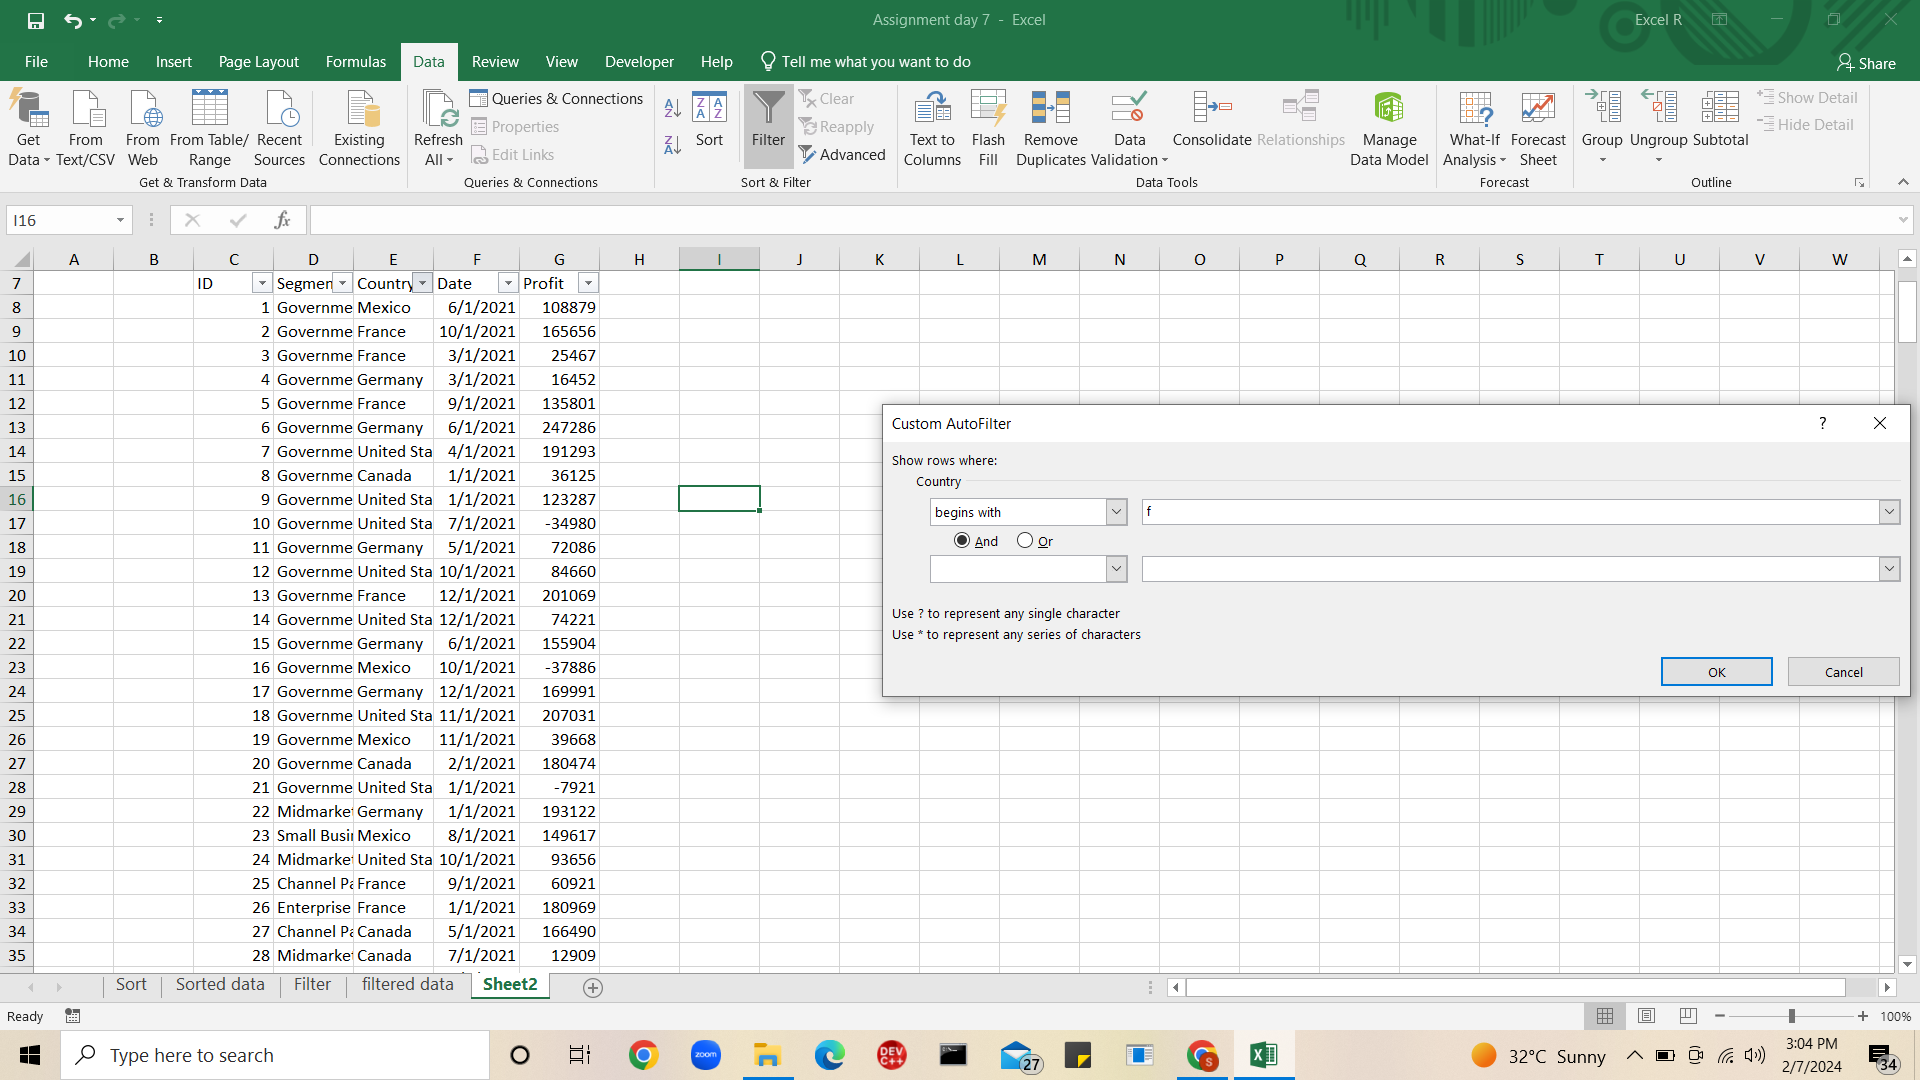 Assignment day 7 - Excel
Excel R
File Home Insert Page Layout Formulas Data Review View Developer Help Tell me what you want to do Share
Get Data From Text/CSV From Web From Table/ Range Recent Sources Existing Connections
Get & Transform Data
Refresh All Queries & Connections
Properties
Edit Links
Queries & Connections
Sort Filter Clear
Reapply
Advanced
Sort & Filter
Text to Columns Flash Fill Remove Duplicates Data Validation Consolidate Relationships Manage Data Model
Data Tools
What-If Analysis Forecast Sheet
Forecast
Group Ungroup Subtotal Show Detail
Hide Detail
Outline
I16 fx
A B C D E F G H I J K L M N O P Q R S T U V W
7 ID Segmen Country Date Profit
8 1 Governme Mexico 6/1/2021 108879
9 2 Governme France 10/1/2021 165656
10 3 Governme France 3/1/2021 25467
11 4 Governme Germany 3/1/2021 16452
12 5 Governme France 9/1/2021 135801
13 6 Governme Germany 6/1/2021 247286
14 7 Governme United Sta 4/1/2021 191293
15 8 Governme Canada 1/1/2021 36125
16 9 Governme United Sta 1/1/2021 123287
17 10 Governme United Sta 7/1/2021 -34980
18 11 Governme Germany 5/1/2021 72086
19 12 Governme United Sta 10/1/2021 84660
20 13 Governme France 12/1/2021 201069
21 14 Governme United Sta 12/1/2021 74221
22 15 Governme Germany 6/1/2021 155904
23 16 Governme Mexico 10/1/2021 -37886
24 17 Governme Germany 12/1/2021 169991
25 18 Governme United Sta 11/1/2021 207031
26 19 Governme Mexico 11/1/2021 39668
27 20 Governme Canada 2/1/2021 180474
28 21 Governme United Sta 1/1/2021 -7921
29 22 Midmarket Germany 1/1/2021 193122
30 23 Small Busi Mexico 8/1/2021 149617
31 24 Midmarket United Sta 10/1/2021 93656
32 25 Channel Pa France 9/1/2021 60921
33 26 Enterprise France 1/1/2021 180969
34 27 Channel Pa Canada 5/1/2021 166490
35 28 Midmarket Canada 7/1/2021 12909
Custom AutoFilter ?
Show rows where:
Country
begins with f
And Or
Use ? to represent any single character
Use * to represent any series of characters
OK Cancel
Sort Sorted data Filter filtered data Sheet2
Ready 100%
Type here to search
zoom
DEV C++
27
S
32°C Sunny
3:04 PM
2/7/2024
34